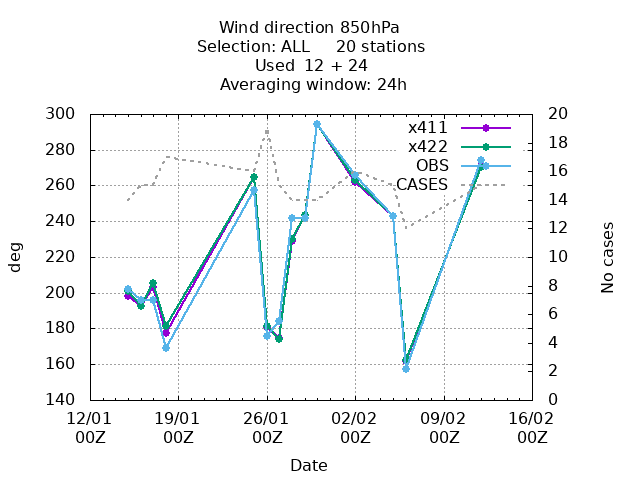 Wind direction 850hPa
Selection: ALL 20 stations
Used 12 + 24
Averaging window: 24h
300
280
260
240
220
200
180
160
140
deg
20
18
16
14
12
10
8
6
4
2
0
No cases
x411
x422
OBS
CASES
12/01 19/01 26/01 02/02 09/02 16/02
00Z 00Z 00Z 00Z 00Z 00Z
Date